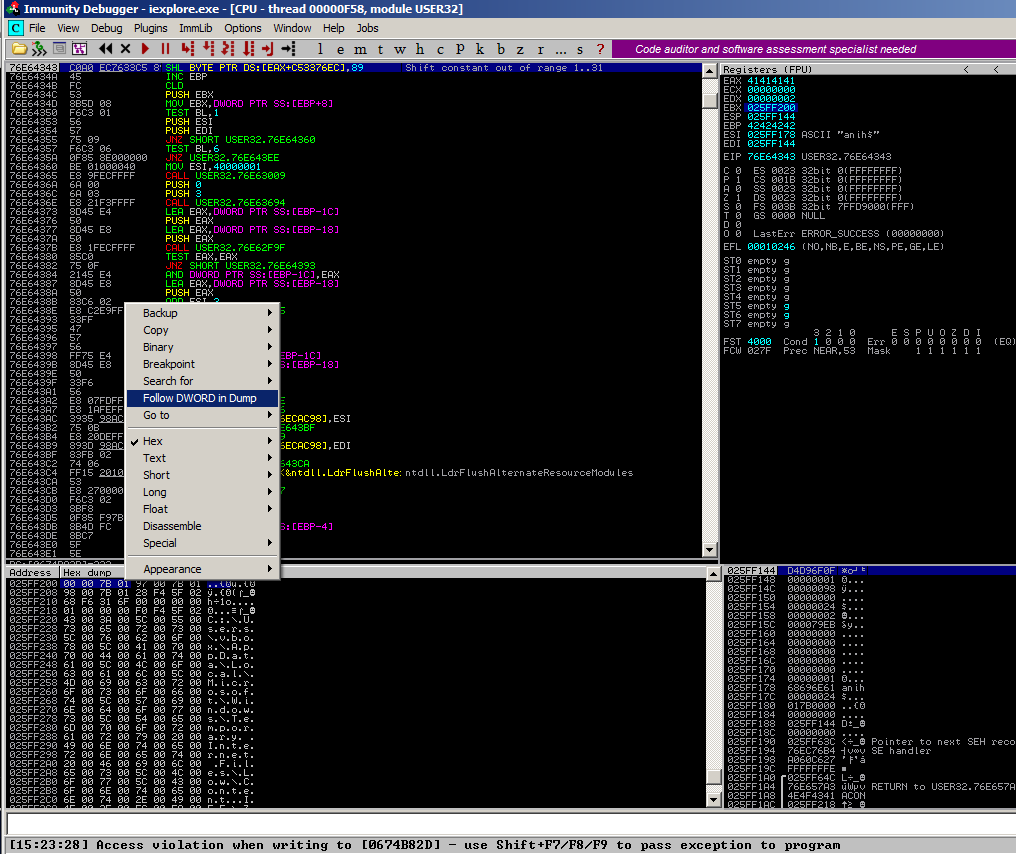 Immunity Debugger - iexplore.exe - [CPU - thread 00000F58, module USER32]
C File View Debug Plugins ImmLib Options Window Help Jobs
l e m t w h c p k b z r ... s ? Code auditor and software assessment specialist needed
76E64343 C0A0 EC7633C5 8' SHL BYTE PTR DS:[EAX+C53376EC],89 Shift constant out of range 1..31
76E6434A 45 INC EBP
76E6434B FC CLD
76E6434C 53 PUSH EBX
76E6434D 8B5D 08 MOV EBX,DWORD PTR SS:[EBP+8]
76E64350 F6C3 01 TEST BL,1
76E64353 56 PUSH ESI
76E64354 57 PUSH EDI
76E64355 75 09 JNZ SHORT USER32.76E64360
76E64357 F6C3 06 TEST BL,6
76E6435A 0F85 8E000000 JNZ USER32.76E643EE
76E64360 BE 01000040 MOV ESI,40000001
76E64365 E8 9FECFFFF CALL USER32.76E63009
76E6436A 6A 00 PUSH 0
76E6436C 6A 03 PUSH 3
76E6436E E8 21F3FFFF CALL USER32.76E63694
76E64373 8D45 E4 LEA EAX,DWORD PTR SS:[EBP-1C]
76E64376 50 PUSH EAX
76E64377 8D45 E8 LEA EAX,DWORD PTR SS:[EBP-18]
76E6437A 50 PUSH EAX
76E6437B E8 1FECFFFF CALL USER32.76E62F9F
76E64380 85C0 TEST EAX,EAX
76E64382 75 0F JNZ SHORT USER32.76E64393
76E64384 2145 E4 AND DWORD PTR SS:[EBP-1C],EAX
76E64387 8D45 E8 LEA EAX,DWORD PTR SS:[EBP-18]
76E6438A 50 PUSH EAX
76E6438B 83C6 02 ADD ESI,2
76E6438E E8 C2E9FF
76E64393 33FF
76E64395 47
76E64396 57
76E64397 56
76E64398 FF75 E4 EBP-1C]
76E6439B 8D45 E8 SS:[EBP-18]
76E6439E 50
76E6439F 33F6
76E643A1 56
76E643A2 E8 07FDFF
76E643A7 E8 1AFEFF
76E643AC 3935 98AC 6ECAC98],ESI
76E643B2 75 0B E643BF
76E643B4 E8 20DEFF
76E643B9 893D 98AC 6ECAC98],EDI
76E643BF 83FB 02
76E643C2 74 06 E643CA
76E643C4 FF15 2010 <&ntdll.LdrFlushAlte: ntdll.LdrFlushAlternateResourceModules
76E643CA 53
76E643CB E8 270000
76E643D0 F6C3 02
76E643D3 8BF8
76E643D5 0F85 F97B
76E643DB 8B4D FC SS:[EBP-4]
76E643DE 8BC7
76E643E0 5F
76E643E1 5E
Backup
Copy
Binary
Breakpoint
Search for
Follow DWORD in Dump
Go to
Hex
Text
Short
Long
Float
Disassemble
Special
Appearance
Registers (FPU) < <
EAX 41414141
ECX 00000000
EDX 00000002
EBX 025FF200
ESP 025FF144
EBP 42424242
ESI 025FF178 ASCII "anih$"
EDI 025FF144
EIP 76E64343 USER32.76E64343
C 0 ES 0023 32bit 0(FFFFFFFF)
P 1 CS 001B 32bit 0(FFFFFFFF)
A 0 SS 0023 32bit 0(FFFFFFFF)
Z 1 DS 0023 32bit 0(FFFFFFFF)
S 0 FS 003B 32bit 7FFD9000(FFF)
T 0 GS 0000 NULL
D 0
O 0 LastErr ERROR_SUCCESS (00000000)
EFL 00010246 (NO,NB,E,BE,NS,PE,GE,LE)
ST0 empty g
ST1 empty g
ST2 empty g
ST3 empty g
ST4 empty g
ST5 empty g
ST6 empty g
ST7 empty g
3 2 1 0 E S P U O Z D I
FST 4000 Cond 1 0 0 0 Err 0 0 0 0 0 0 0 0 (EQ)
FCW 027F Prec NEAR,53 Mask 1 1 1 1 1 1
Address Hex dump
025FF200 00 00 7B 01 97 00 7B 01
025FF208 98 00 7B 01 28 F4 5F 02
025FF210 68 F6 31 6F 00 00 00 00
025FF218 01 00 00 00 F0 F4 5F 02
025FF220 43 00 3A 00 5C 00 55 00 C.:.\.U.
025FF228 73 00 65 00 72 00 73 00 s.e.r.s.
025FF230 5C 00 76 00 62 00 6F 00 \.v.b.o.
025FF238 78 00 5C 00 41 00 70 00 x.\.A.p.
025FF240 70 00 44 00 61 00 74 00 p.D.a.t.
025FF248 61 00 5C 00 4C 00 6F 00 a.\.L.o.
025FF250 63 00 61 00 6C 00 5C 00 c.a.l.\.
025FF258 4D 00 69 00 63 00 72 00 M.i.c.r.
025FF260 6F 00 73 00 6F 00 66 00 o.s.o.f.
025FF268 74 00 5C 00 57 00 69 00 t.\.W.i.
025FF270 6E 00 64 00 6F 00 77 00 n.d.o.w.
025FF278 73 00 5C 00 54 00 65 00 s.\.T.e.
025FF280 6D 00 70 00 6F 00 72 00 m.p.o.r.
025FF288 61 00 72 00 79 00 20 00 a.r.y. .
025FF290 49 00 6E 00 74 00 65 00 I.n.t.e.
025FF298 72 00 6E 00 65 00 74 00 r.n.e.t.
025FF2A0 20 00 46 00 69 00 6C 00 .F.i.l.
025FF2A8 65 00 73 00 5C 00 4C 00 e.s.\.L.
025FF2B0 6F 00 77 00 5C 00 43 00 o.w.\.C.
025FF2B8 6F 00 6E 00 74 00 65 00 o.n.t.e.
025FF2C0 6E 00 74 00 2E 00 49 00 n.t...I.
025FF144 D4D96F0F
025FF148 00000001
025FF14C 00000098
025FF150 00000000 ....
025FF154 00000024 $...
025FF158 00000002
025FF15C 000079EB
025FF160 00000000 ....
025FF164 00000000 ....
025FF168 00000000 ....
025FF16C 00000000 ....
025FF170 00000000 ....
025FF174 00000001
025FF178 68696E61 anih
025FF17C 00000024 $...
025FF180 017B0000
025FF184 00000000 ....
025FF188 025FF144
025FF18C 00000000 ....
025FF190 025FF63C Pointer to next SEH reco
025FF194 76EC76B4 SE handler
025FF198 A060C627
025FF19C FFFFFFFE
025FF1A0 025FF64C
025FF1A4 76E657A3 RETURN to USER32.76E657A
025FF1A8 4E4F4341 ACON
025FF1AC 025FF218
[15:23:28] Access violation when writing to [0674B82D] - use Shift+F7/F8/F9 to pass exception to program